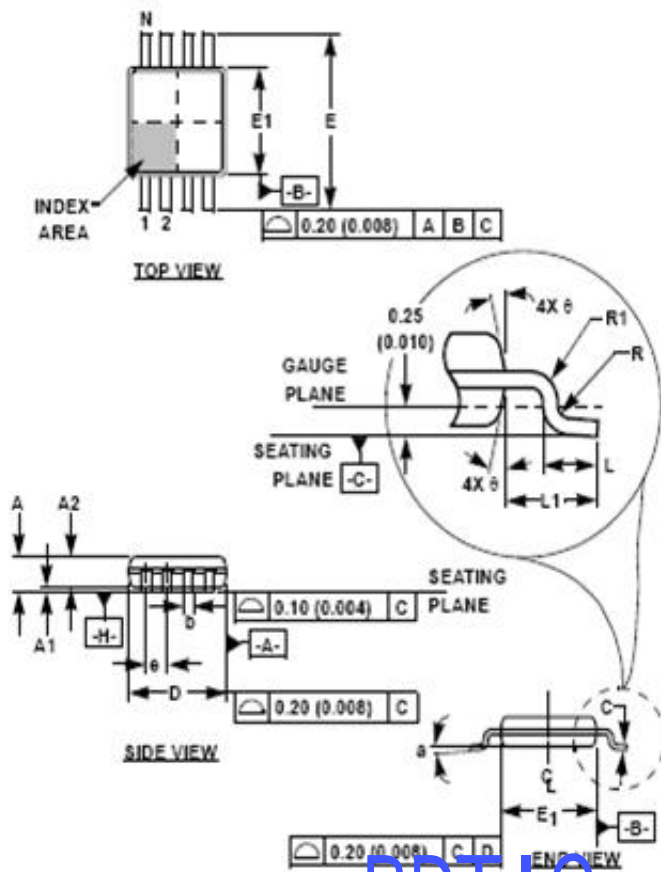 N
E1
E
-B-
INDEX
AREA
1 2
0.20 (0.008) A B C
TOP VIEW
0.25
(0.010)
4X θ
R1
R
GAUGE
PLANE
SEATING
PLANE
-C-
4X θ
L
L1
A
A2
SEATING
PLANE
0.10 (0.004) C
A1
-H-
b
-A-
e
D
0.20 (0.008) C
SIDE VIEW
C
a
C
L
E1
-B-
0.20 (0.008) C D
END VIEW